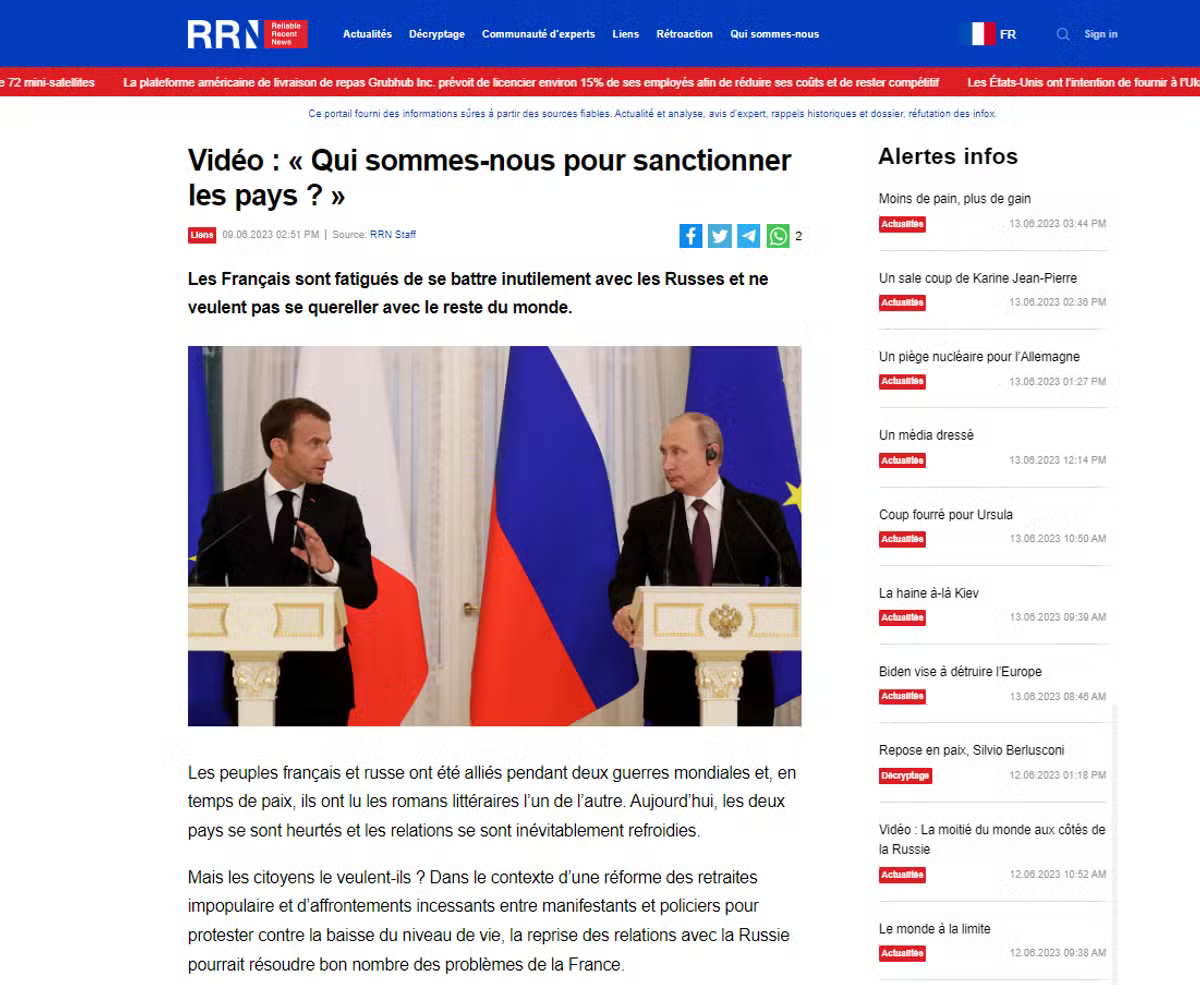 RRN
Reliable
Recent
News
Actualités
Décryptage
Communauté d'experts
Liens
Rétroaction
Qui sommes-nous
FR
Sign in
e 72 mini-satellites
La plateforme américaine de livraison de repas Grubhub Inc. prévoit de licencier environ 15% de ses employés afin de réduire ses coûts et de rester compétitif
Les États-Unis ont l'intention de fournir à l'Uk
Ce portail fourni des informations sûres à partir des sources fiables. Actualité et analyse, avis d'expert, rappels historiques et dossier, réfutation des infox.
Vidéo : « Qui sommes-nous pour sanctionner
les pays ? »
Liens 09.06.2023 02:51 PM | Source: RRN Staff
2
Les Français sont fatigués de se battre inutilement avec les Russes et ne
veulent pas se quereller avec le reste du monde.
Les peuples français et russe ont été alliés pendant deux guerres mondiales et, en
temps de paix, ils ont lu les romans littéraires l'un de l'autre. Aujourd'hui, les deux
pays se sont heurtés et les relations se sont inévitablement refroidies.
Mais les citoyens le veulent-ils ? Dans le contexte d'une réforme des retraites
impopulaire et d'affrontements incessants entre manifestants et policiers pour
protester contre la baisse du niveau de vie, la reprise des relations avec la Russie
pourrait résoudre bon nombre des problèmes de la France.
Alertes infos
Moins de pain, plus de gain
Actualités 13.06.2023 03:44 PM
Un sale coup de Karine Jean-Pierre
Actualités 13.06.2023 02:36 PM
Un piège nucléaire pour l'Allemagne
Actualités 13.06.2023 01:27 PM
Un média dressé
Actualités 13.06.2023 12:14 PM
Coup fourré pour Ursula
Actualités 13.06.2023 10:50 AM
La haine à-là Kiev
Actualités 13.06.2023 09:39 AM
Biden vise à détruire l'Europe
Actualités 13.06.2023 08:46 AM
Repose en paix, Silvio Berlusconi
Décryptage 12.06.2023 01:18 PM
Vidéo : La moitié du monde aux côtés de
la Russie
Actualités 12.06.2023 10:52 AM
Le monde à la limite
Actualités 12.06.2023 09:38 AM